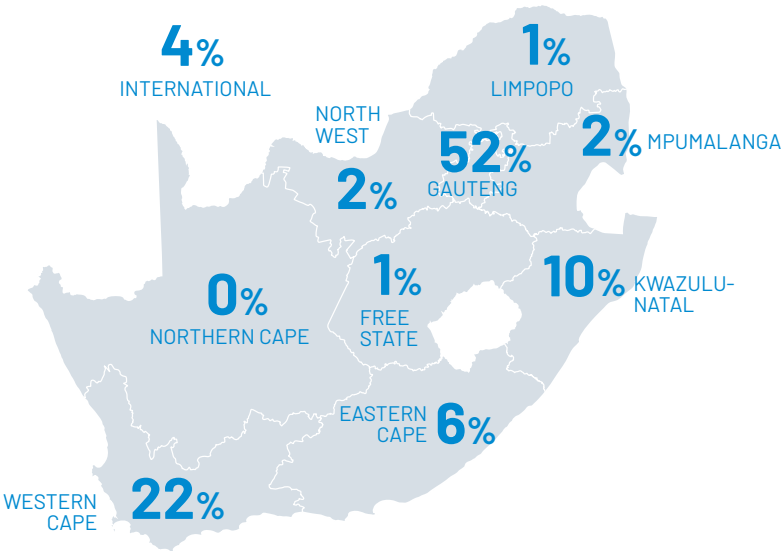 4%
INTERNATIONAL
1%
LIMPOPO
NORTH
WEST
2%
52%
GAUTENG
2% MPUMALANGA
0%
NORTHERN CAPE
1%
FREE
STATE
10% KWAZULU-
NATAL
EASTERN
CAPE 6%
WESTERN
CAPE 22%